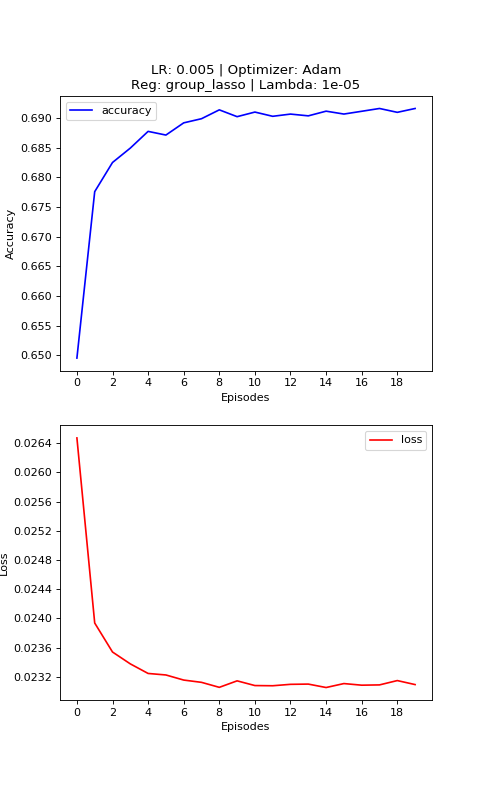 LR: 0.005 | Optimizer: Adam
Reg: group_lasso | Lambda: 1e-05
accuracy
0.690
0.685
0.680
0.675
0.670
0.665
0.660
0.655
0.650
Accuracy
0 2 4 6 8 10 12 14 16 18
Episodes
loss
0.0264
0.0260
0.0256
0.0252
0.0248
0.0244
0.0240
0.0236
0.0232
Loss
0 2 4 6 8 10 12 14 16 18
Episodes